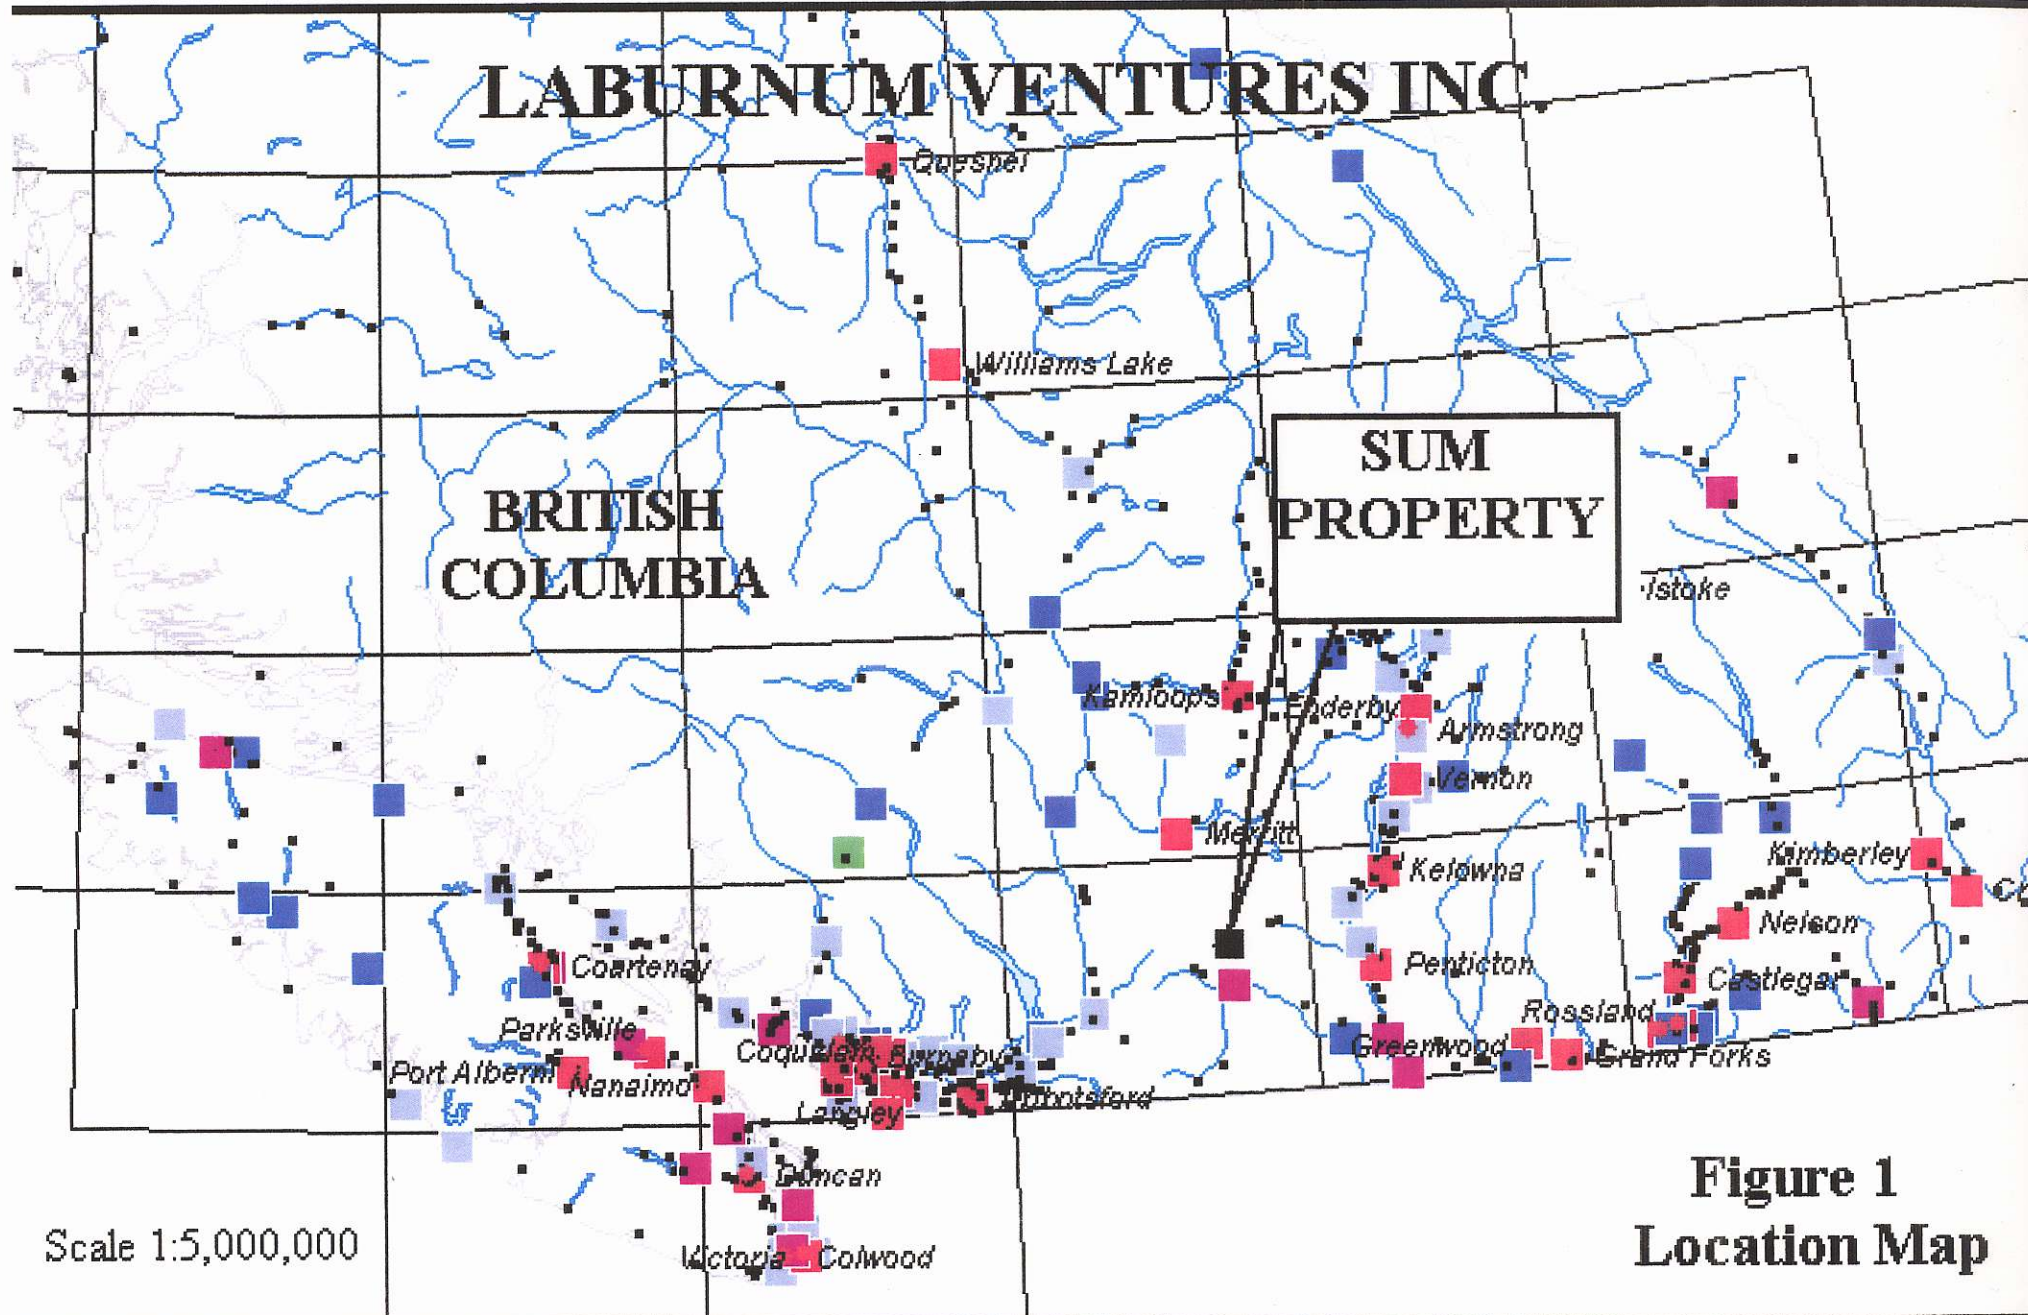 LABURNUM VENTURES INC.
Quesnel
Williams Lake
SUM
PROPERTY
BRITISH
COLUMBIA
lstoke
Kamloops
Enderby
Armstrong
Vernon
Merritt
Kelowna
Kimberley
Nelson
Courtenay
Penticton
Castlegar
Rossland
Parksville
Coquitlam
Burnaby
Greenwood
Grand Forks
Port Alberni
Nanaimo
Langley
Abbotsford
Duncan
Figure 1
Location Map
Scale 1:5,000,000
Victoria
Colwood